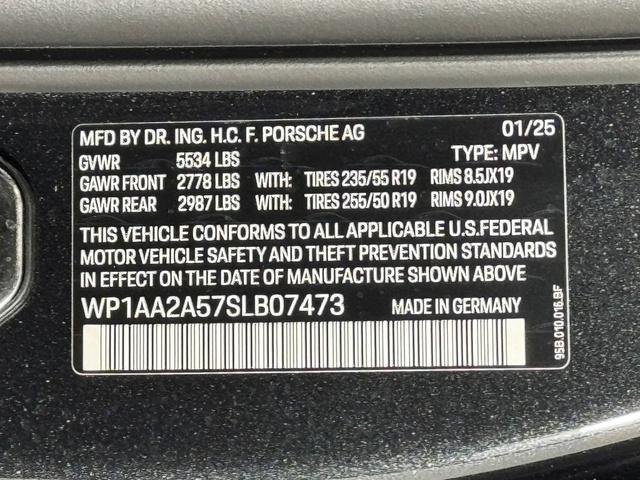 MFD BY DR. ING. H.C. F. PORSCHE AG 01/25
GVWR 5534 LBS TYPE: MPV
GAWR FRONT 2778 LBS WITH: TIRES 235/55 R19 RIMS 8.5JX19
GAWR REAR 2987 LBS WITH: TIRES 255/50 R19 RIMS 9.0JX19
THIS VEHICLE CONFORMS TO ALL APPLICABLE U.S.FEDERAL
MOTOR VEHICLE SAFETY AND THEFT PREVENTION STANDARDS
IN EFFECT ON THE DATE OF MANUFACTURE SHOWN ABOVE
WP1AA2A57SLB07473 MADE IN GERMANY
95B.010.016.BF